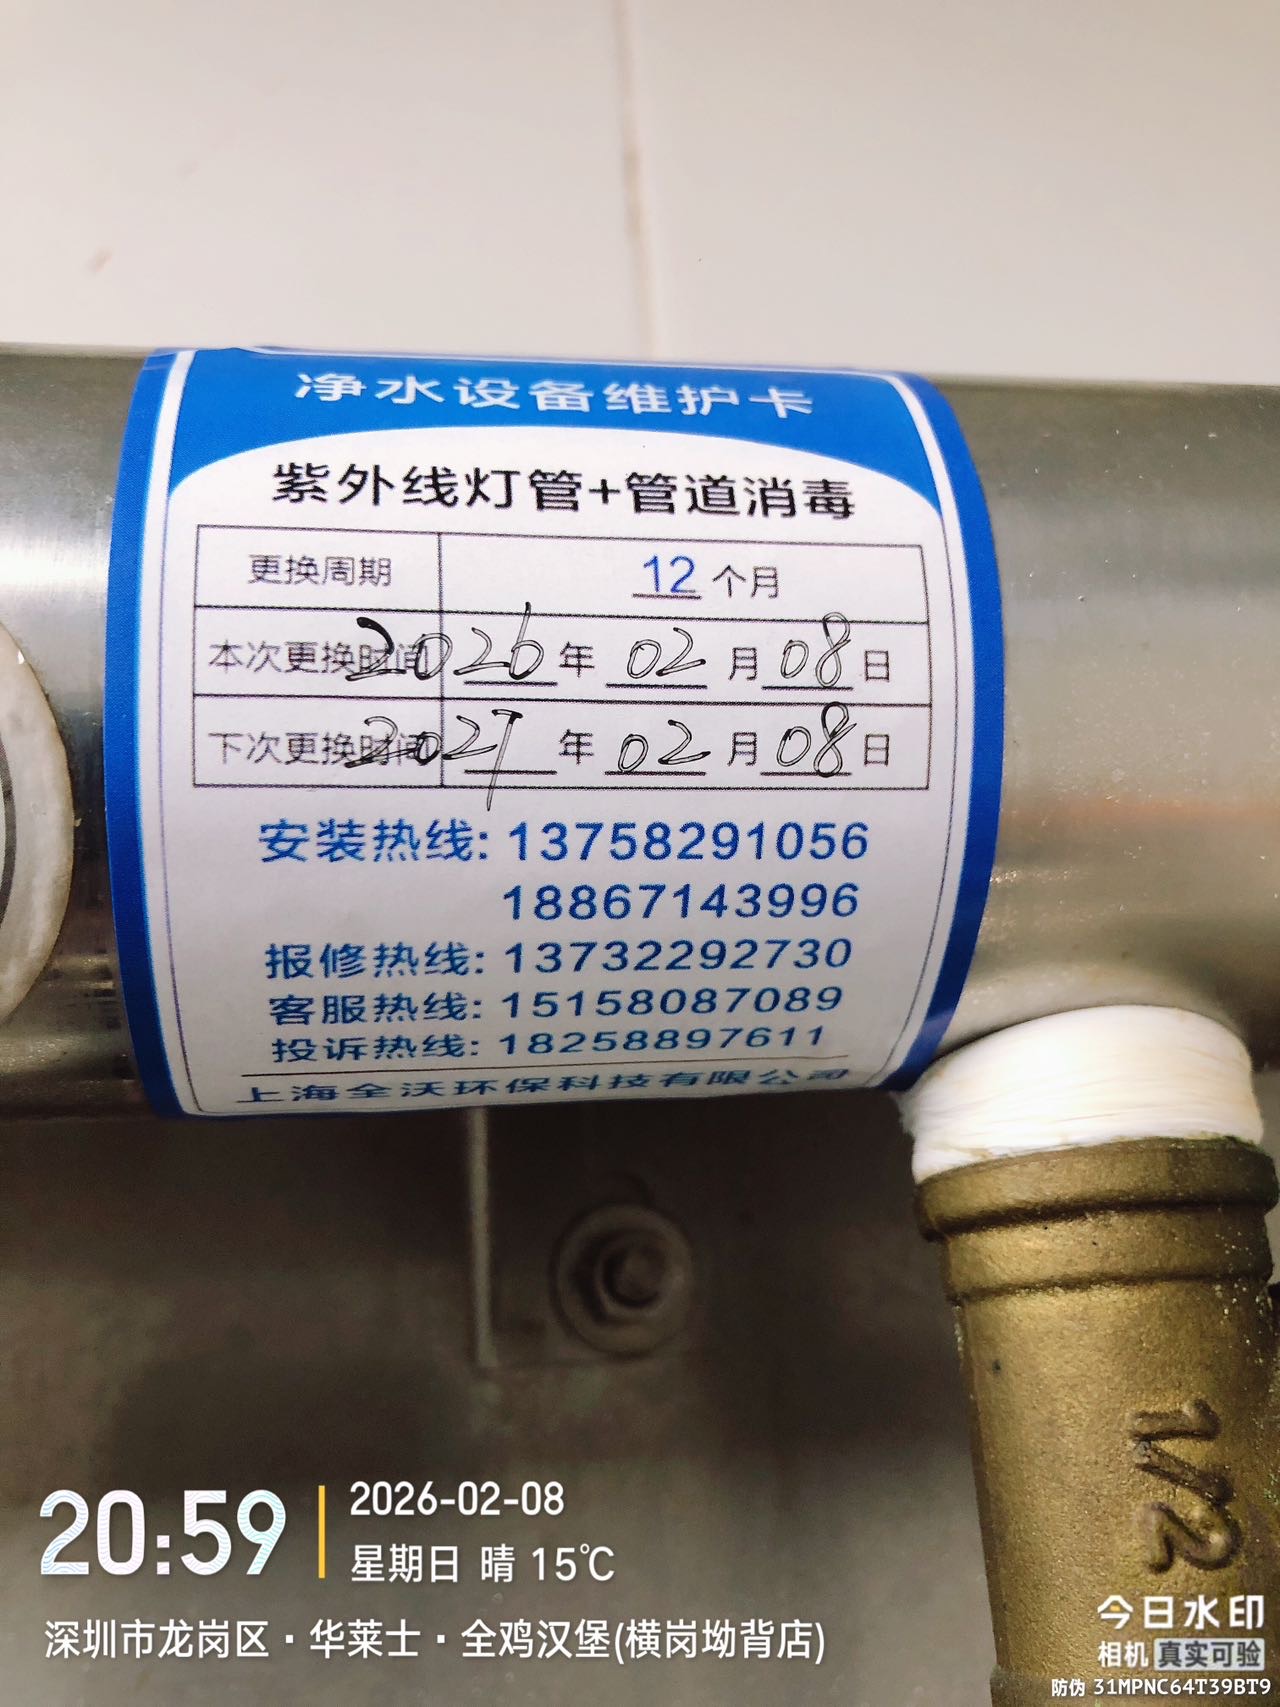 净水设备维护卡
紫外线灯管+管道消毒
更换周期 12 个月
本次更换时间 2026 年 02 月 08 日
下次更换时间 2027 年 02 月 08 日
安装热线: 13758291056
18867143996
报修热线: 13732292730
客服热线: 15158087089
投诉热线: 18258897611
上海全沃环保科技有限公司
1/2
20:59
2026-02-08
星期日 晴 15℃
深圳市龙岗区·华莱士·全鸡汉堡(横岗坳背店)
今日水印
相机 真实可验
防伪 31MPNC64T39BT9